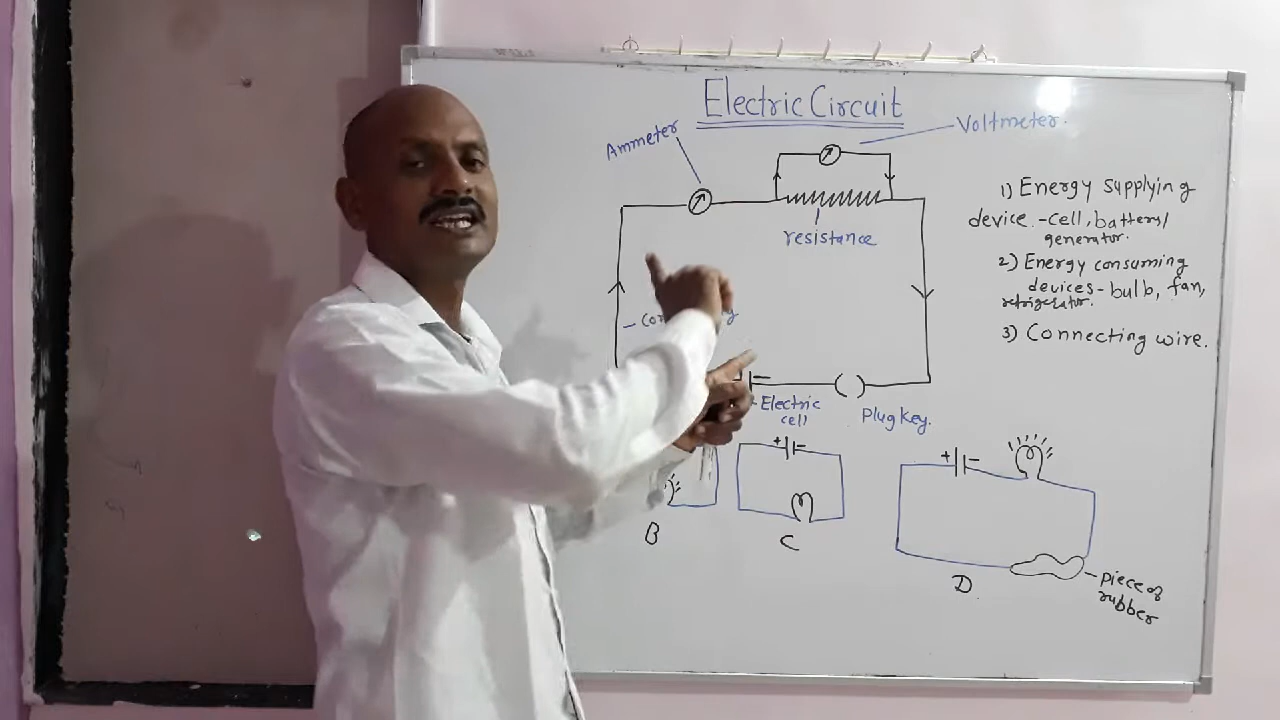 Electric Circuit
Ammeter
Voltmeter.
resistance
Electric
cell
Plug Key.
1) Energy supplying
device - cell, battery/
generator.
2) Energy consuming
devices - bulb, fan,
refrigerator.
3) Connecting wire.
+ -
B
+ -
C
+ -
D.
piece of
rubber